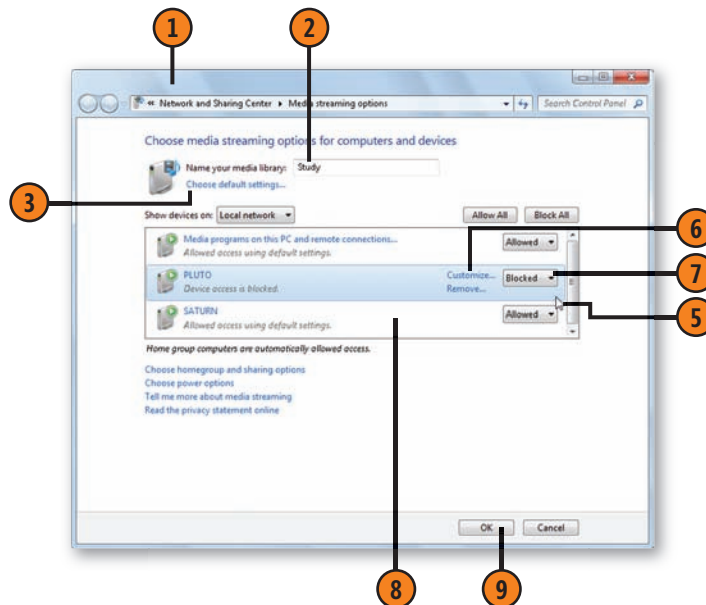 1
2
« Network and Sharing Center ▸ Media streaming options
Search Control Panel
Choose media streaming options for computers and devices
Name your media library: Study
Choose default settings...
3
Show devices on: Local network
Allow All
Block All
6
Media programs on this PC and remote connections...
Allowed
Allowed access using default settings.
PLUTO
Customize...
Blocked
7
Device access is blocked.
Remove...
5
SATURN
Allowed
Allowed access using default settings.
Home group computers are automatically allowed access.
Choose homegroup and sharing options
Choose power options
Tell me more about media streaming
Read the privacy statement online
OK
Cancel
8
9